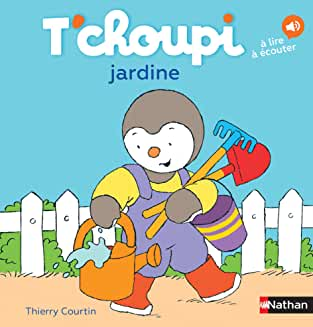 T'choupi
jardine
à lire
à écouter
Thierry Courtin
Nathan